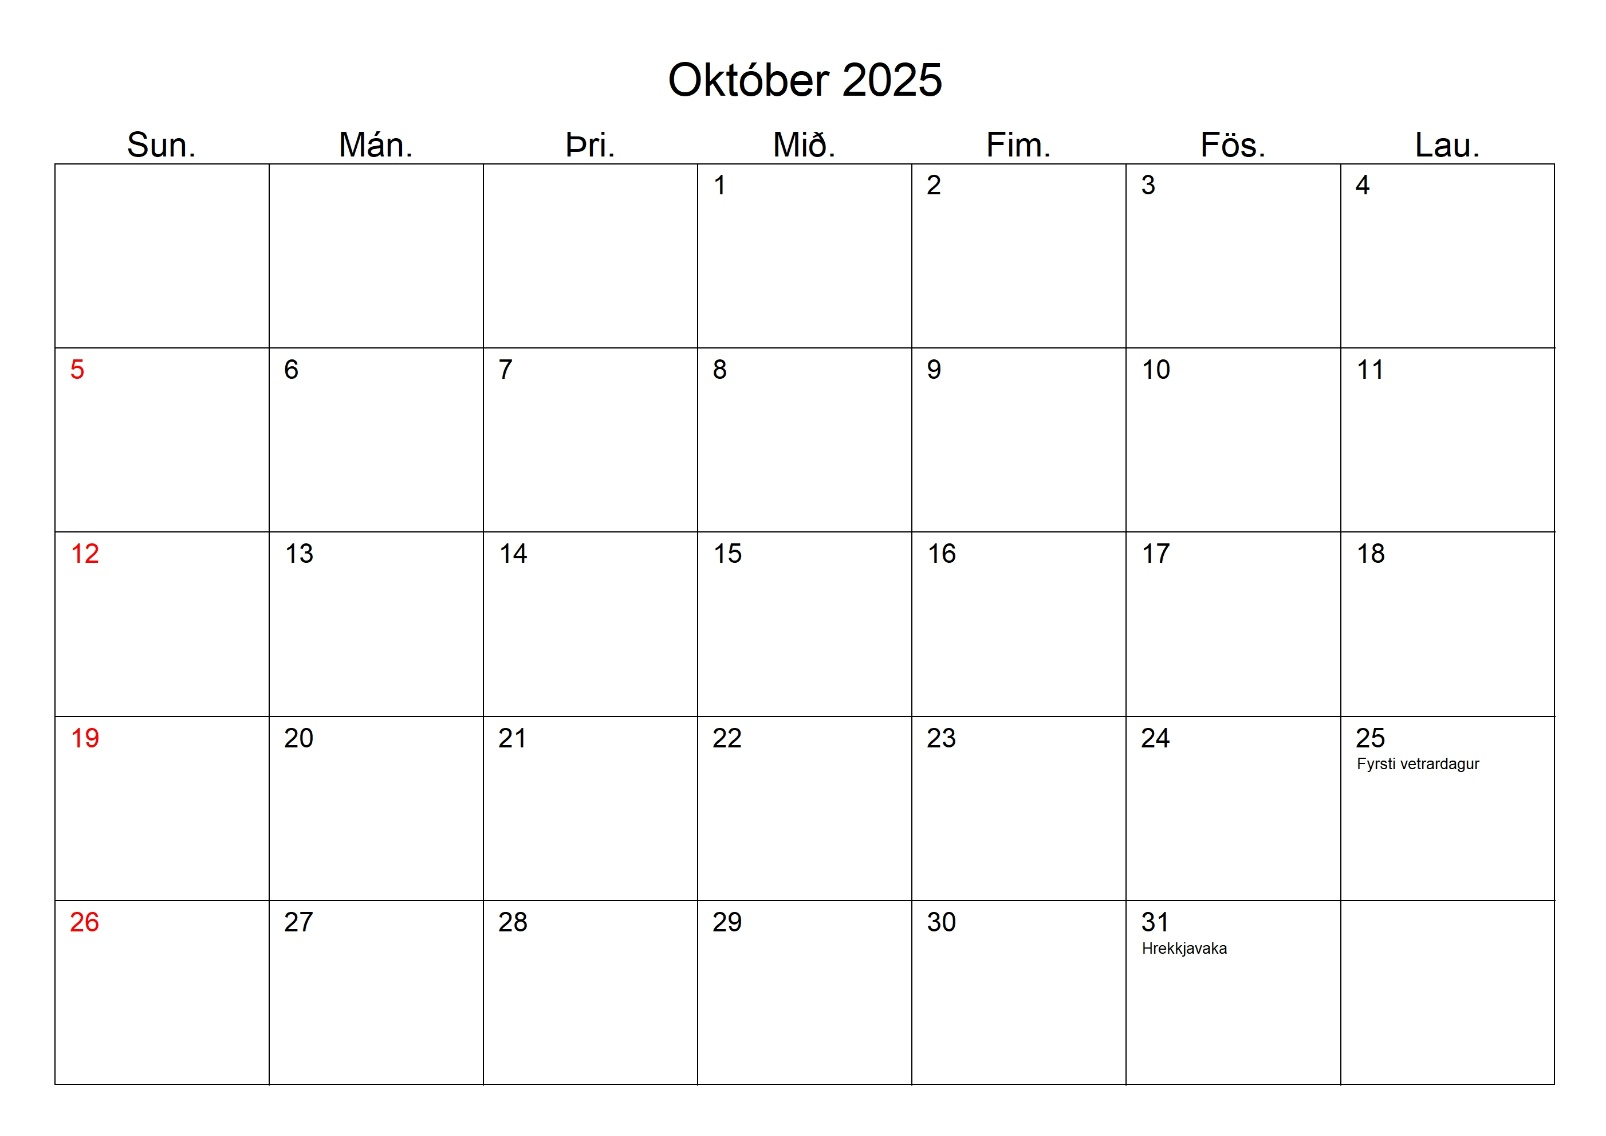 Október 2025
Sun. Mán. Þri. Mið. Fim. Fös. Lau.
1 2 3 4
5 6 7 8 9 10 11
12 13 14 15 16 17 18
19 20 21 22 23 24 25
Fyrsti vetrardagur
26 27 28 29 30 31
Hrekkjavaka